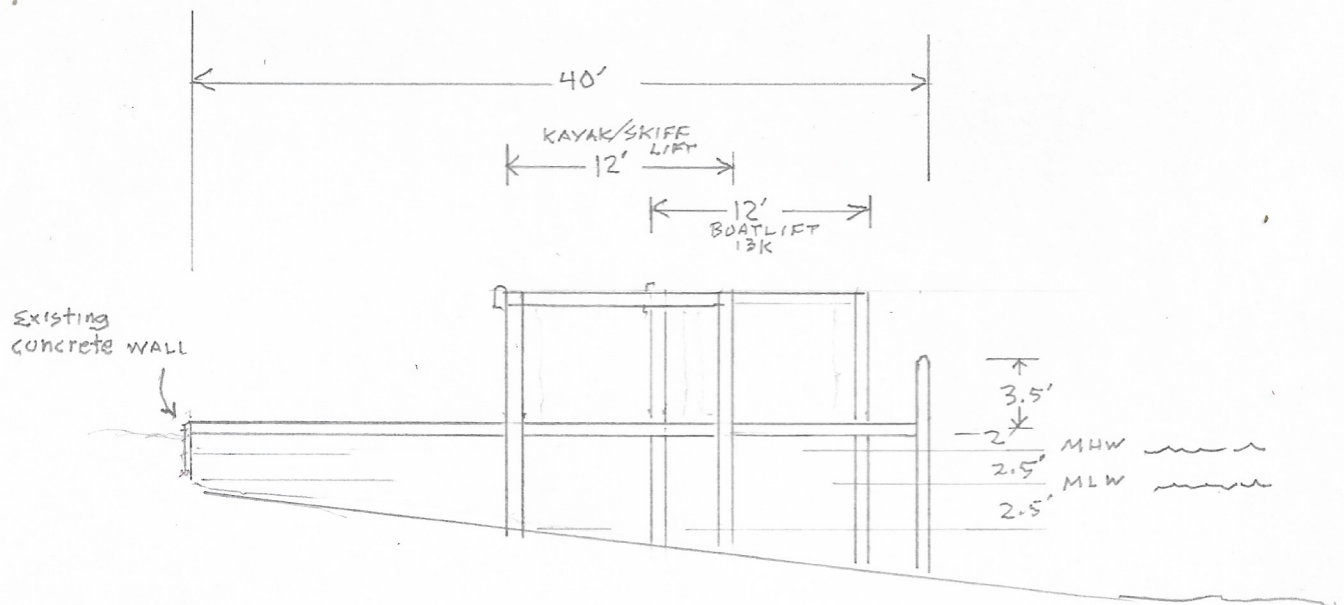 40'
KAYAK/SKIFF
LIFT
12'
12'
BOATLIFT
13K
Existing
concrete WALL
3.5'
2'
MHW
2.5'
MLW
2.5'